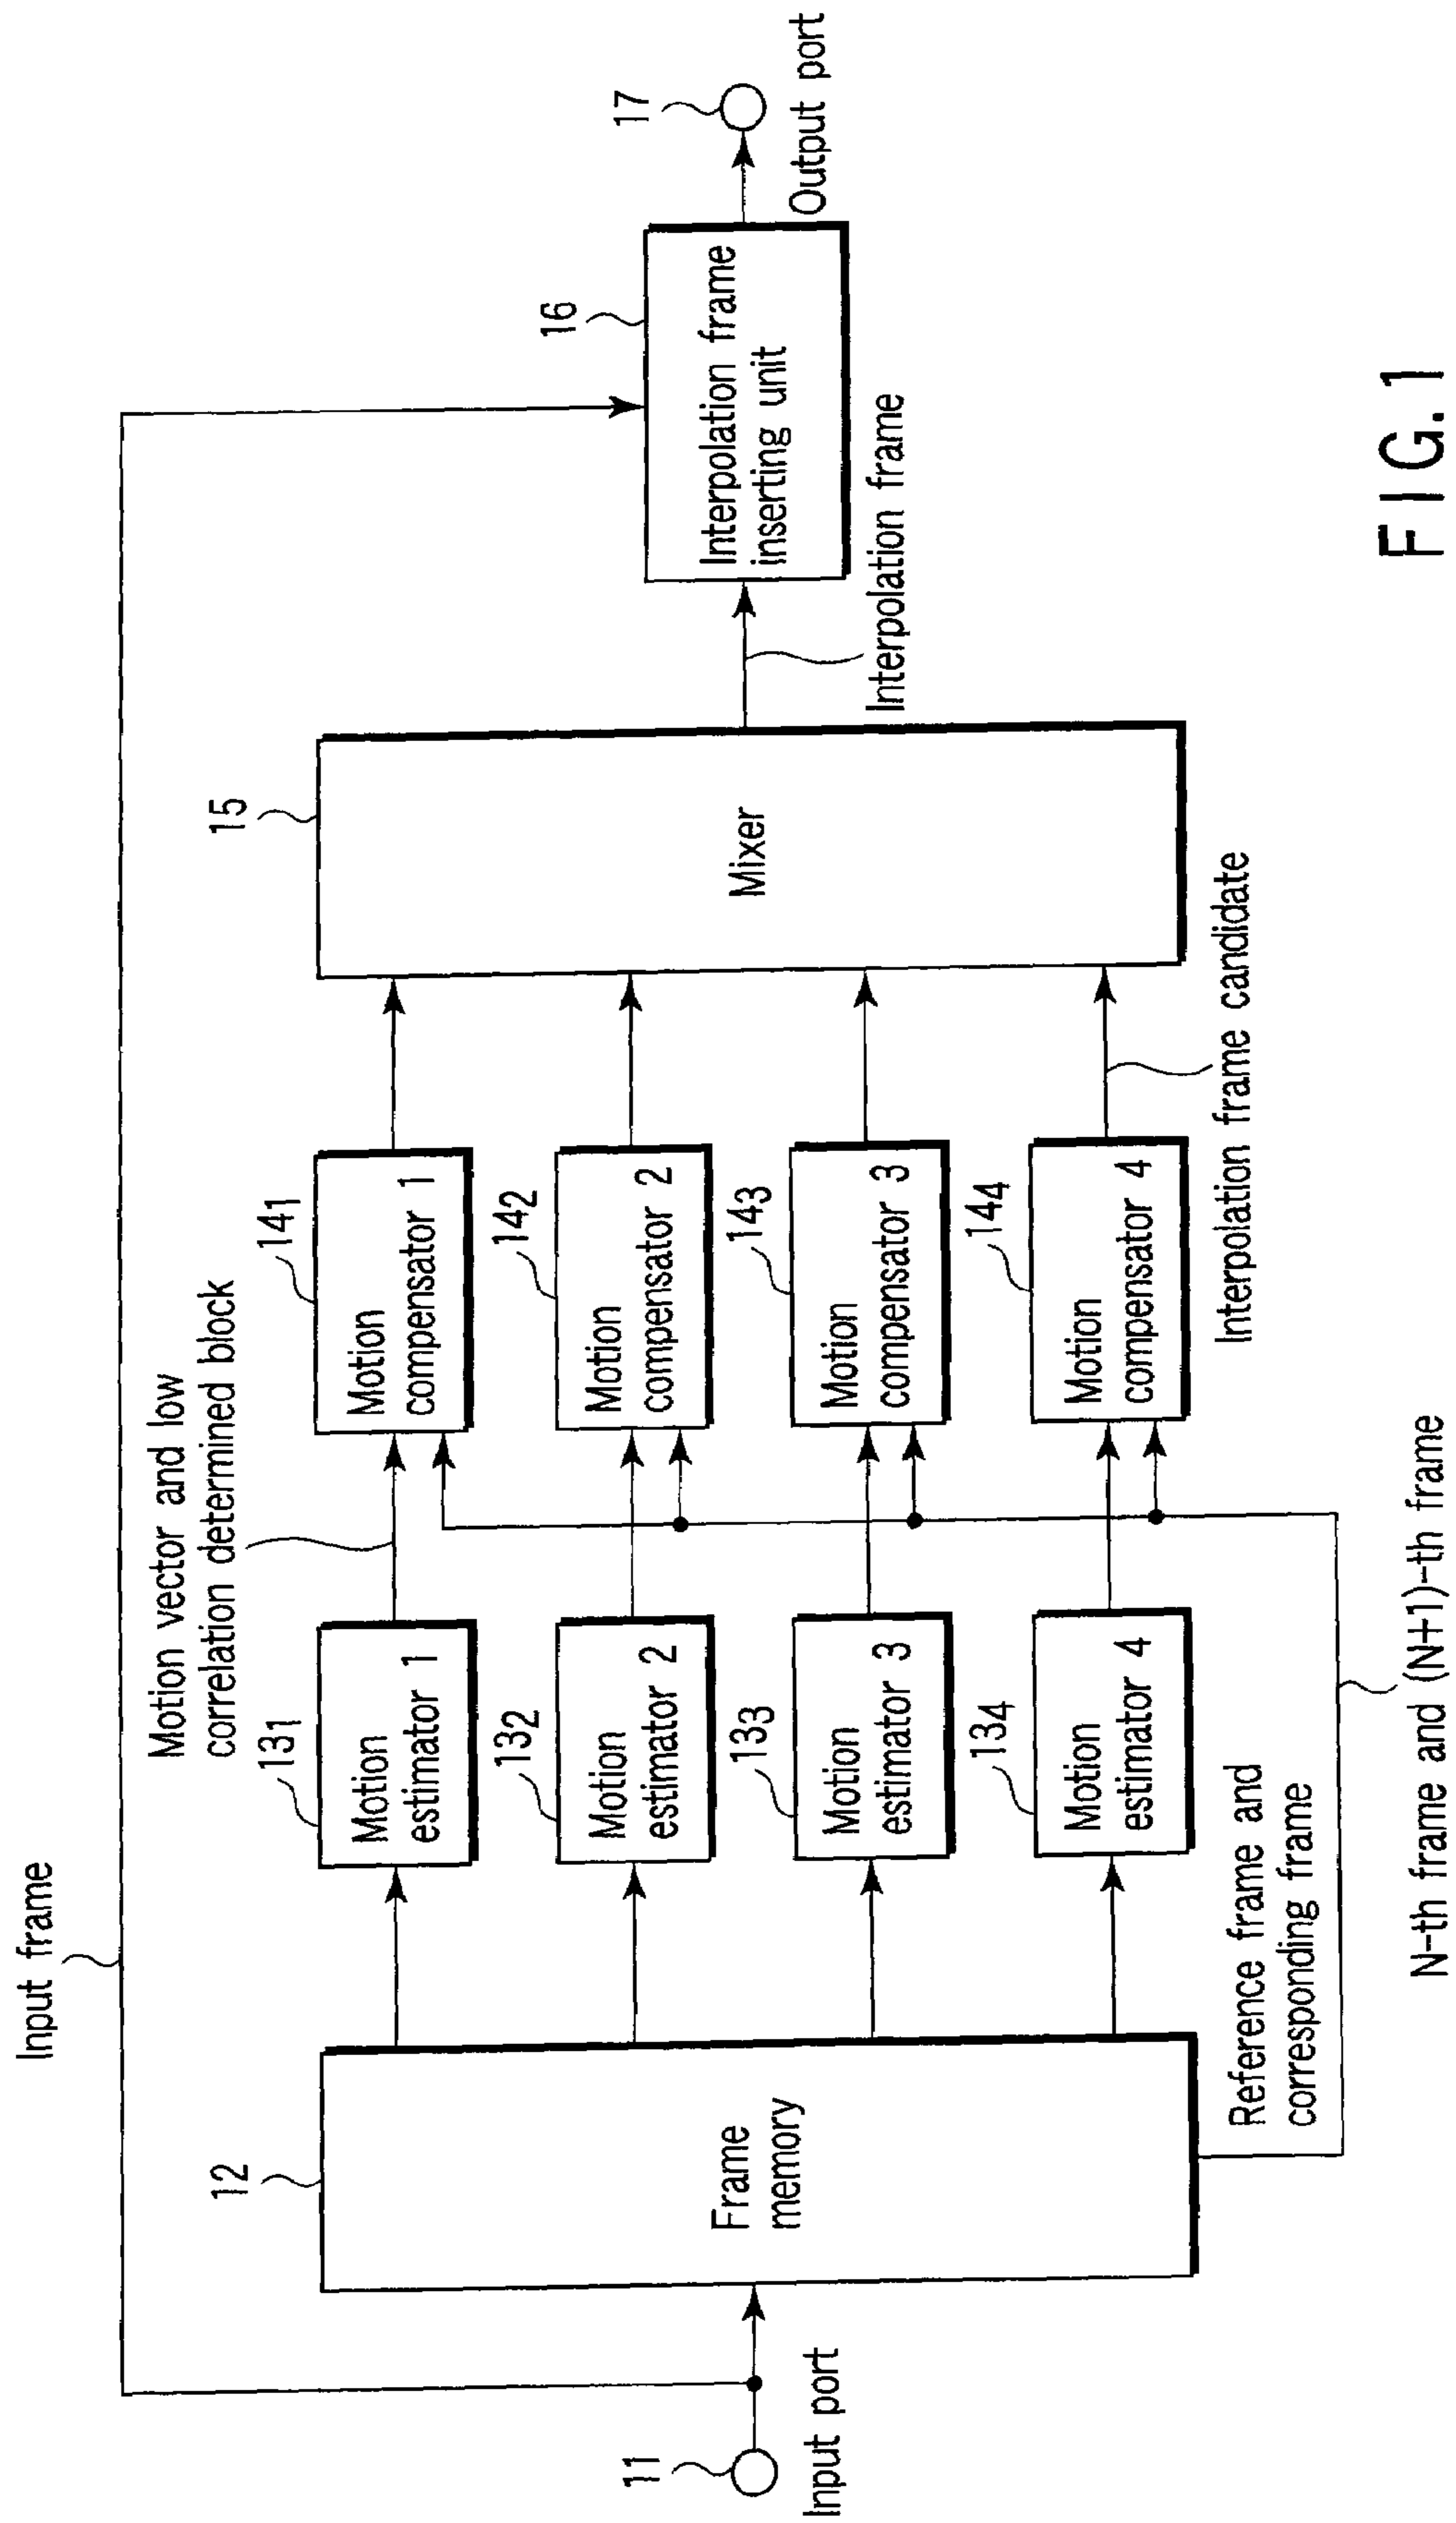 Input frame
Motion vector and low
correlation determined block
11
Input port
12
Frame
memory
13₁
Motion
estimator 1
13₂
Motion
estimator 2
13₃
Motion
estimator 3
13₄
Motion
estimator 4
14₁
Motion
compensator 1
14₂
Motion
compensator 2
14₃
Motion
compensator 3
14₄
Motion
compensator 4
15
Mixer
16
Interpolation frame
inserting unit
17
Output port
Interpolation frame
Interpolation frame candidate
Reference frame and
corresponding frame
N-th frame and (N+1)-th frame
FIG. 1